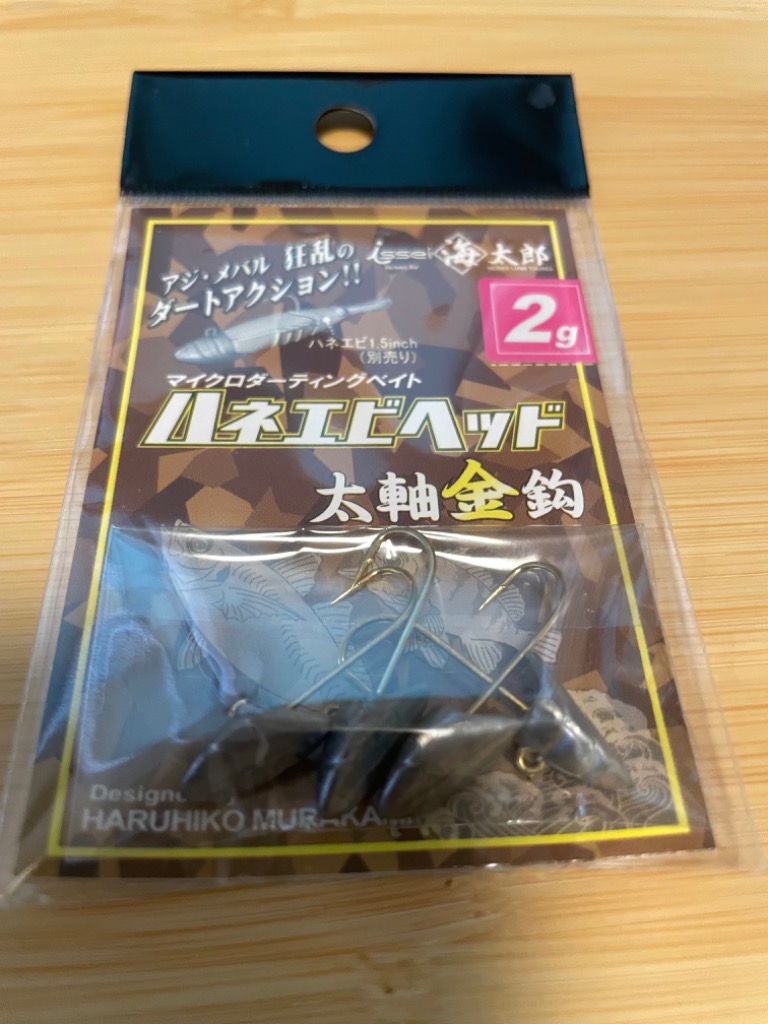 アジ・メバル 狂乱の
ダートアクション!!
issei 海太郎
2g
ハネエビ1.5inch
(別売り)
マイクロダーティングベイト
ハネエビヘッド
太軸金鈎
HARUHIKO